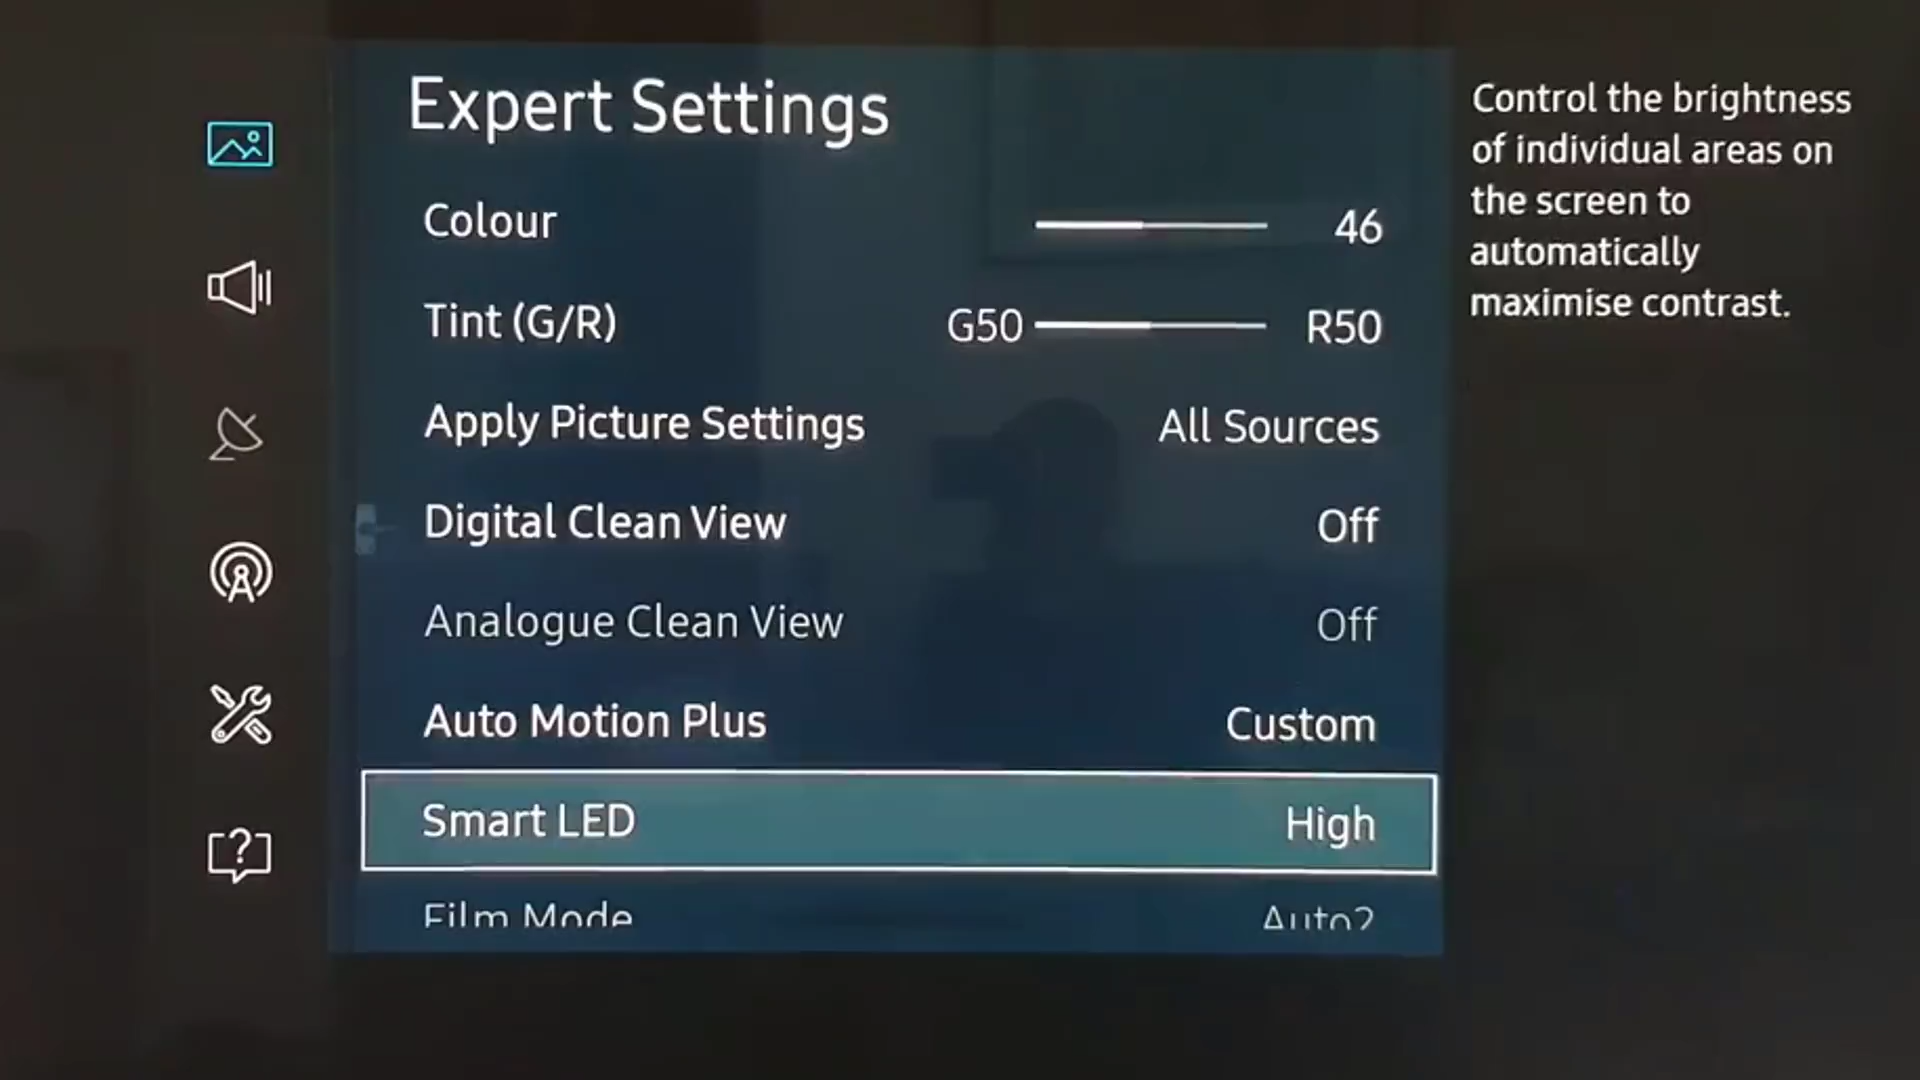 Expert Settings
Colour 46
Tint (G/R) G50 R50
Apply Picture Settings All Sources
Digital Clean View Off
Analogue Clean View Off
Auto Motion Plus Custom
Smart LED High
Film Mode Auto2
Control the brightness
of individual areas on
the screen to
automatically
maximise contrast.